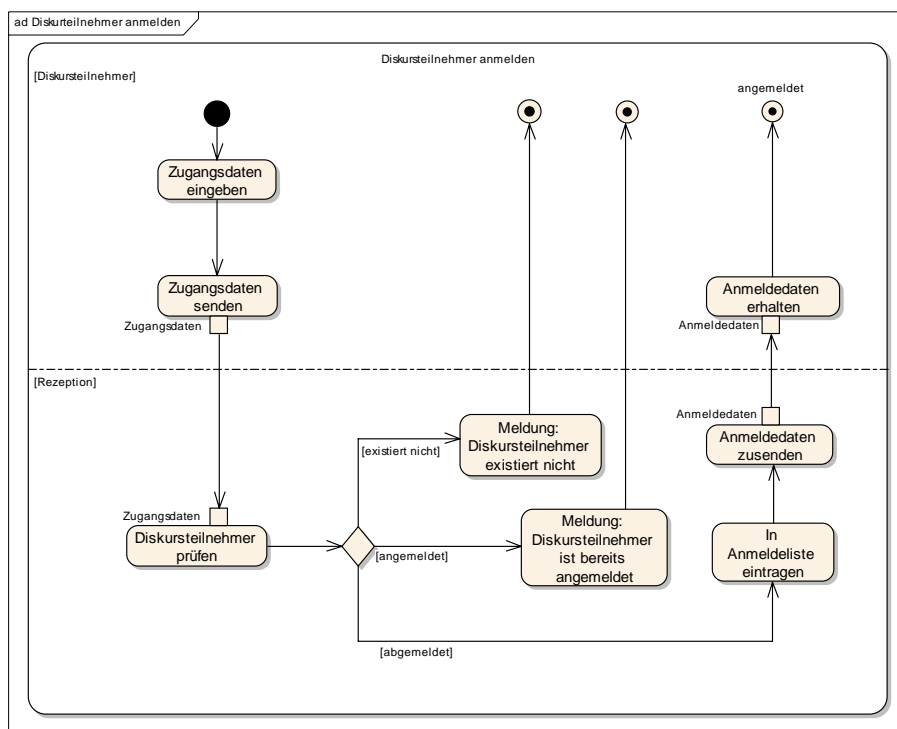 ad Diskurteilnehmer anmelden
Diskursteilnehmer anmelden
[Diskursteilnehmer]
angemeldet
Zugangsdaten
eingeben
Zugangsdaten
senden
Zugangsdaten
Anmeldedaten
erhalten
Anmeldedaten
[Rezeption]
Anmeldedaten
Anmeldedaten
zusenden
Meldung:
Diskursteilnehmer
existiert nicht
[existiert nicht]
Zugangsdaten
Diskursteilnehmer
prüfen
[angemeldet]
Meldung:
Diskursteilnehmer
ist bereits
angemeldet
In
Anmeldeliste
eintragen
[abgemeldet]